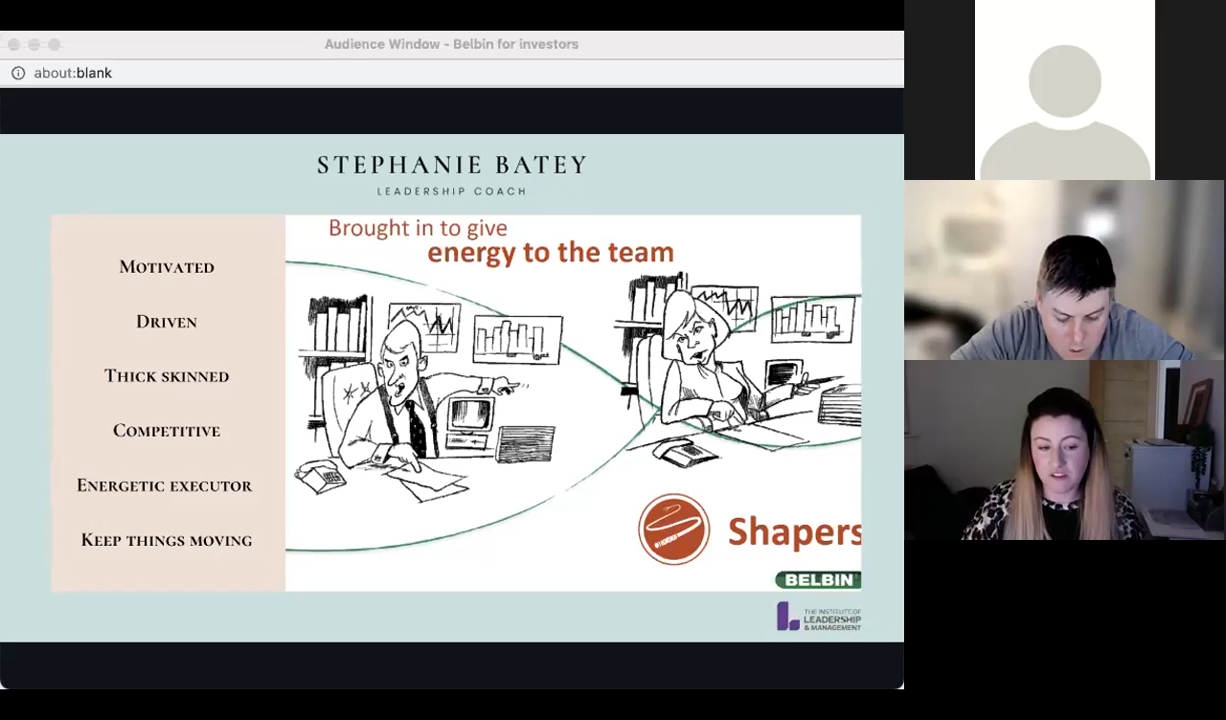 Audience Window - Belbin for investors
about:blank
STEPHANIE BATEY
LEADERSHIP COACH
MOTIVATED
DRIVEN
THICK SKINNED
COMPETITIVE
ENERGETIC EXECUTOR
KEEP THINGS MOVING
Brought in to give
energy to the team
Shapers
BELBIN
THE INSTITUTE OF
LEADERSHIP
& MANAGEMENT